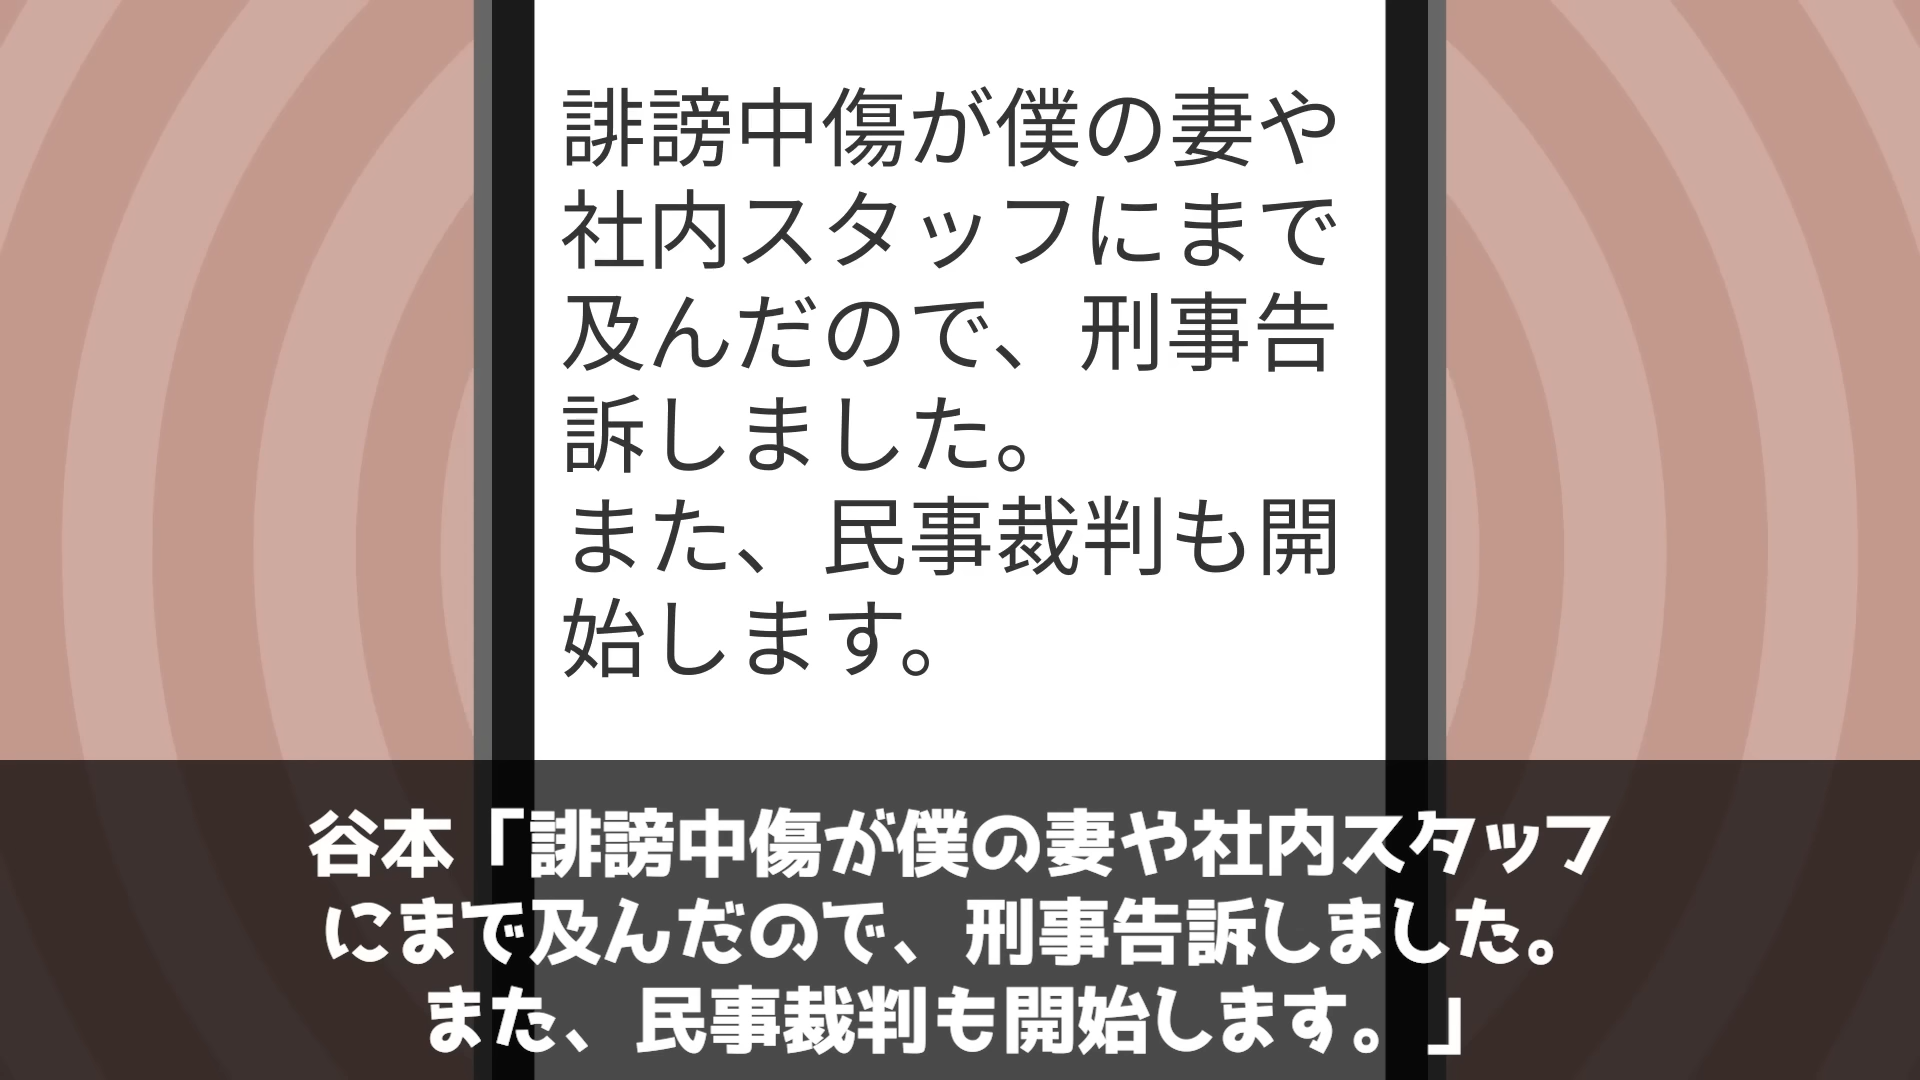 誹謗中傷が僕の妻や
社内スタッフにまで
及んだので、刑事告
訴しました。
また、民事裁判も開
始します。
谷本「誹謗中傷が僕の妻や社内スタッフ
にまで及んだので、刑事告訴しました。
また、民事裁判も開始します。」